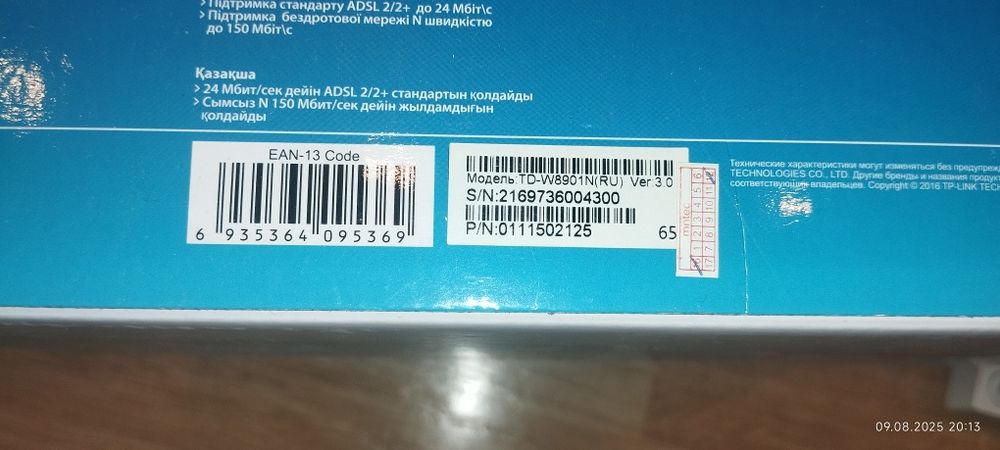 > Підтримка стандарту ADSL 2/2+ до 24 Мбіт\с
> Підтримка бездротової мережі N швидкістю
до 150 Мбіт\с
Қазақша
> 24 Мбит/сек дейін ADSL 2/2+ стандартын қолдайды
> Сымсыз N 150 Мбит/сек дейін жылдамдығын
қолдайды
EAN-13 Code
6 935364 095369
Модель:TD-W8901N(RU) Ver:3.0
S/N:2169736004300
P/N:0111502125
65
Технические характеристики могут изменяться без
TECHNOLOGIES CO., LTD. Другие бренды и названия
соответствующих владельцев. Copyright © 2016 TP-LINK
09.08.2025 20:13